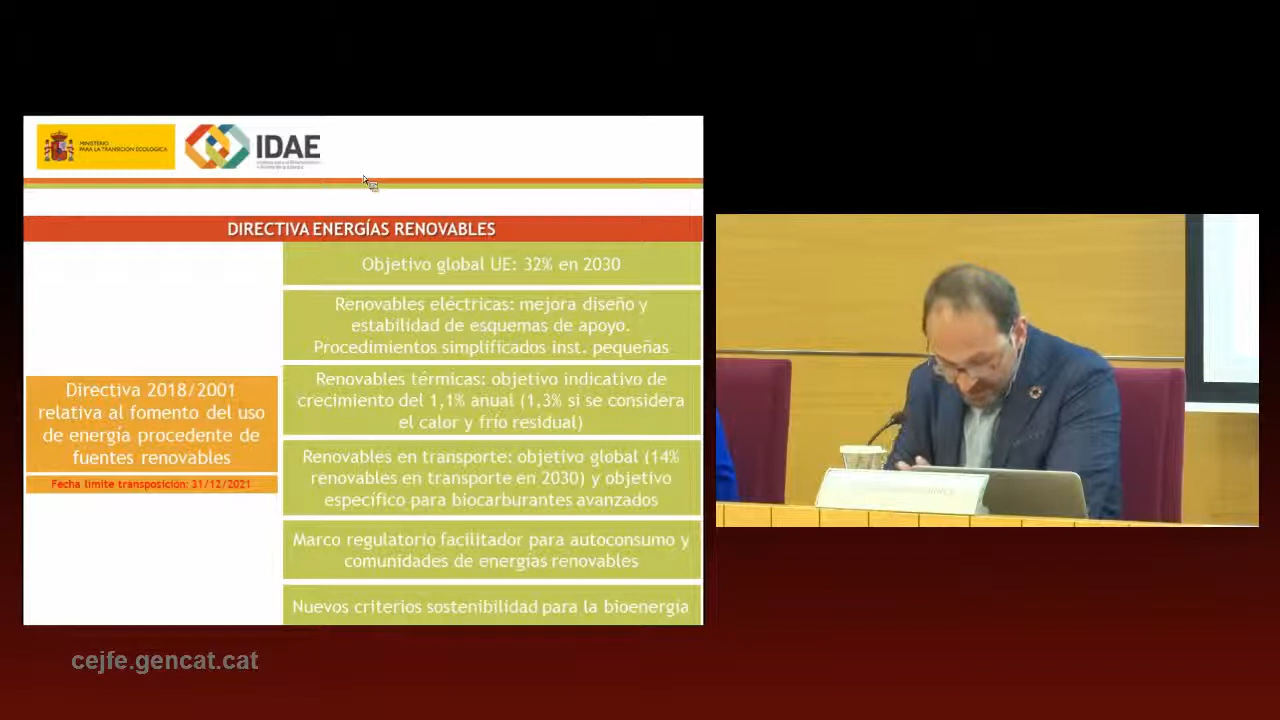 MINISTERIO
PARA LA TRANSICIÓN ECOLÓGICA
IDAE
DIRECTIVA ENERGÍAS RENOVABLES
Directiva 2018/2001
relativa al fomento del uso
de energía procedente de
fuentes renovables
Fecha límite transposición: 31/12/2021
Objetivo global UE: 32% en 2030
Renovables eléctricas: mejora diseño y
estabilidad de esquemas de apoyo.
Procedimientos simplificados inst. pequeñas
Renovables térmicas: objetivo indicativo de
crecimiento del 1,1% anual (1,3% si se considera
el calor y frío residual)
Renovables en transporte: objetivo global (14%
renovables en transporte en 2030) y objetivo
específico para biocarburantes avanzados
Marco regulatorio facilitador para autoconsumo y
comunidades de energías renovables
Nuevos criterios sostenibilidad para la bioenergía
cejfe.gencat.cat